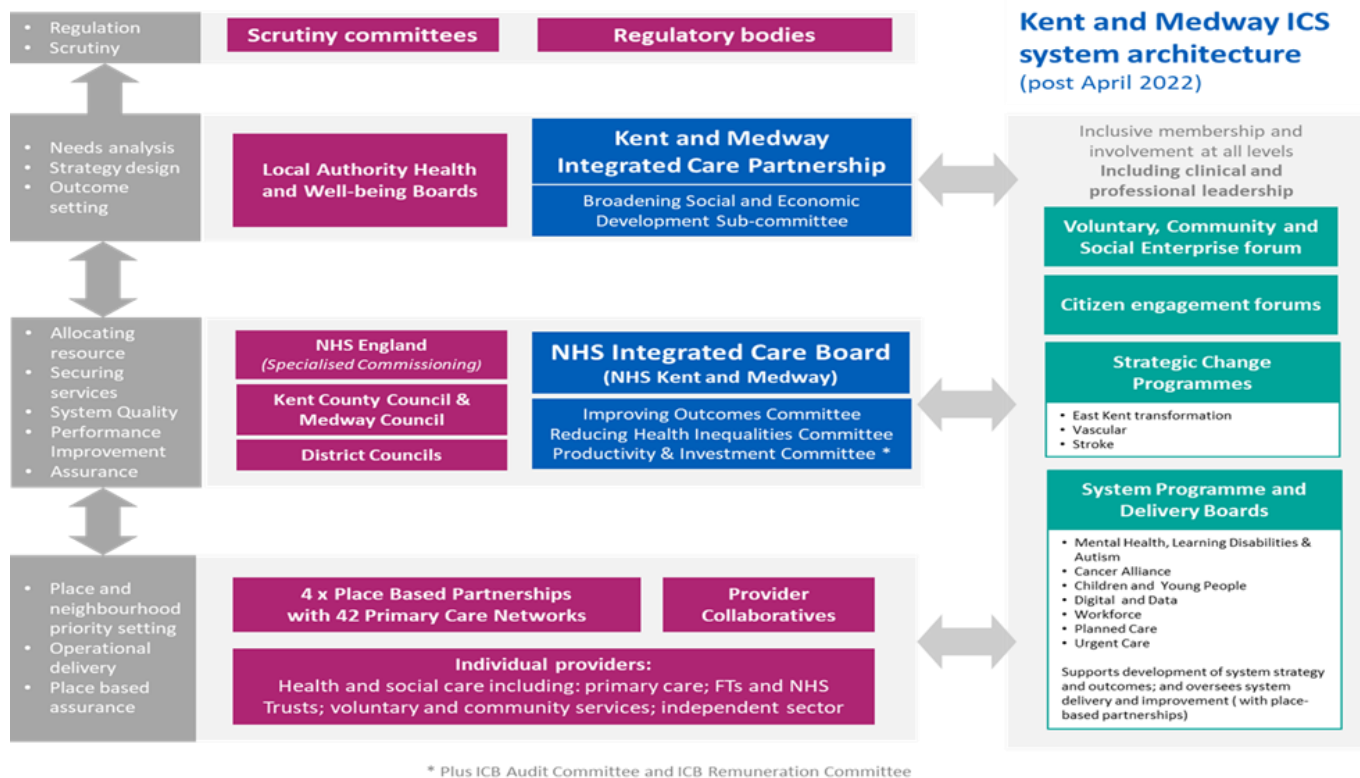 • Regulation
• Scrutiny
Scrutiny committees
Regulatory bodies
Kent and Medway ICS
system architecture
(post April 2022)
• Needs analysis
• Strategy design
• Outcome
setting
Local Authority Health
and Well-being Boards
Kent and Medway
Integrated Care Partnership
Broadening Social and Economic
Development Sub-committee
Inclusive membership and
involvement at all levels
Including clinical and
professional leadership
Voluntary, Community and
Social Enterprise forum
Citizen engagement forums
• Allocating
resource
• Securing
services
• System Quality
• Performance
Improvement
• Assurance
NHS England
(Specialised Commissioning)
Kent County Council &
Medway Council
District Councils
NHS Integrated Care Board
(NHS Kent and Medway)
Improving Outcomes Committee
Reducing Health Inequalities Committee
Productivity & Investment Committee *
Strategic Change
Programmes
• East Kent transformation
• Vascular
• Stroke
System Programme and
Delivery Boards
• Mental Health, Learning Disabilities &
Autism
• Cancer Alliance
• Children and Young People
• Digital and Data
• Workforce
• Planned Care
• Urgent Care
Supports development of system strategy
and outcomes; and oversees system
delivery and improvement ( with place-
based partnerships)
• Place and
neighbourhood
priority setting
• Operational
delivery
• Place based
assurance
4 x Place Based Partnerships
with 42 Primary Care Networks
Provider
Collaboratives
Individual providers:
Health and social care including: primary care; FTs and NHS
Trusts; voluntary and community services; independent sector
* Plus ICB Audit Committee and ICB Remuneration Committee